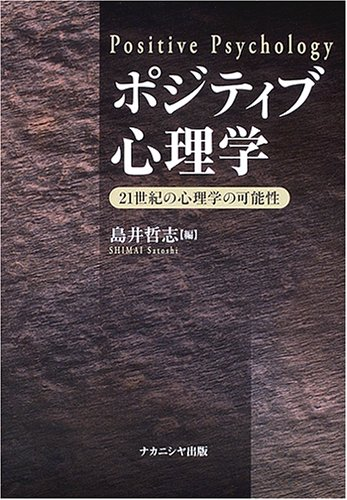 Positive Psychology
ポジティブ
心理学
21世紀の心理学の可能性
島井哲志[編]
SHIMAI Satoshi
ナカニシヤ出版